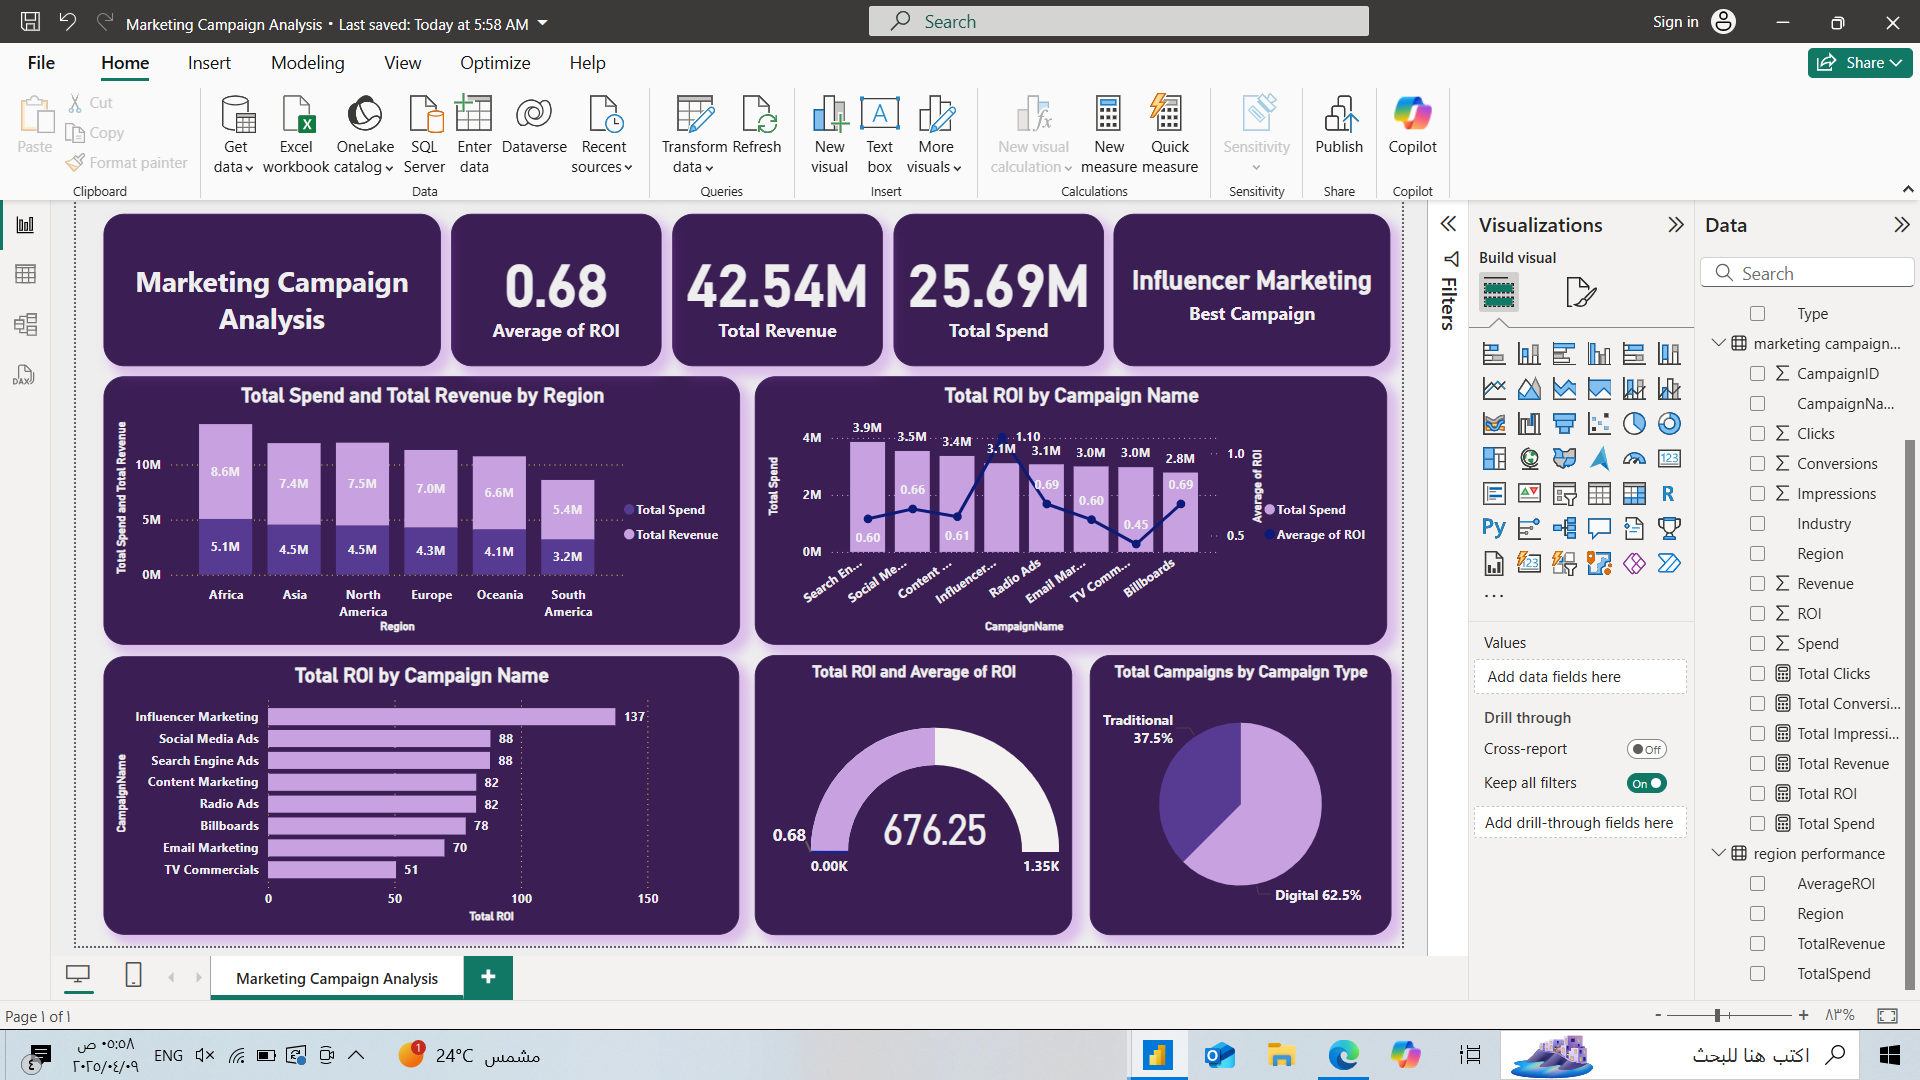 Marketing Campaign Analysis • Last saved: Today at 5:58 AM
Search
Sign in
File Home Insert Modeling View Optimize Help
Share
Paste
Cut
Copy
Format painter
Clipboard
Get data
Excel workbook
OneLake catalog
SQL Server
Enter data
Dataverse
Recent sources
Data
Transform data
Refresh
Queries
New visual
Text box
More visuals
Insert
New visual calculation
New measure
Quick measure
Calculations
Sensitivity
Sensitivity
Publish
Share
Copilot
Copilot
Marketing Campaign
Analysis
0.68
Average of ROI
42.54M
Total Revenue
25.69M
Total Spend
Influencer Marketing
Best Campaign
Total Spend and Total Revenue by Region
Total Spend and Total Revenue
10M
5M
0M
8.6M 7.4M 7.5M 7.0M 6.6M 5.4M
5.1M 4.5M 4.5M 4.3M 4.1M 3.2M
Africa Asia North America Europe Oceania South America
Region
Total Spend
Total Revenue
Total ROI by Campaign Name
Total Spend
4M
2M
0M
3.9M 3.5M 3.4M 3.1M 3.1M 3.0M 3.0M 2.8M
0.60 0.66 0.61 1.10 0.69 0.60 0.45 0.69
1.0
0.5
Average of ROI
Search En... Social Me... Content ... Influencer... Radio Ads Email Mar... TV Comm... Billboards
CampaignName
Total Spend
Average of ROI
Total ROI by Campaign Name
CampaignName
Influencer Marketing 137
Social Media Ads 88
Search Engine Ads 88
Content Marketing 82
Radio Ads 82
Billboards 78
Email Marketing 70
TV Commercials 51
0 50 100 150
Total ROI
Total ROI and Average of ROI
0.68
676.25
0.00K
1.35K
Total Campaigns by Campaign Type
Traditional
37.5%
Digital 62.5%
Filters
Visualizations
Build visual
Values
Add data fields here
Drill through
Cross-report
Off
Keep all filters
On
Add drill-through fields here
Data
Search
Type
marketing campaign...
CampaignID
CampaignNa...
Clicks
Conversions
Impressions
Industry
Region
Revenue
ROI
Spend
Total Clicks
Total Conversi...
Total Impressi...
Total Revenue
Total ROI
Total Spend
region performance
AverageROI
Region
TotalRevenue
TotalSpend
Marketing Campaign Analysis
Page ١ of ١
٨٣%
٠٥:٥٨ ص
٢٠٢٥/٠٤/٠٩
٤
ENG
1
24°C مشمس
اكتب هنا للبحث